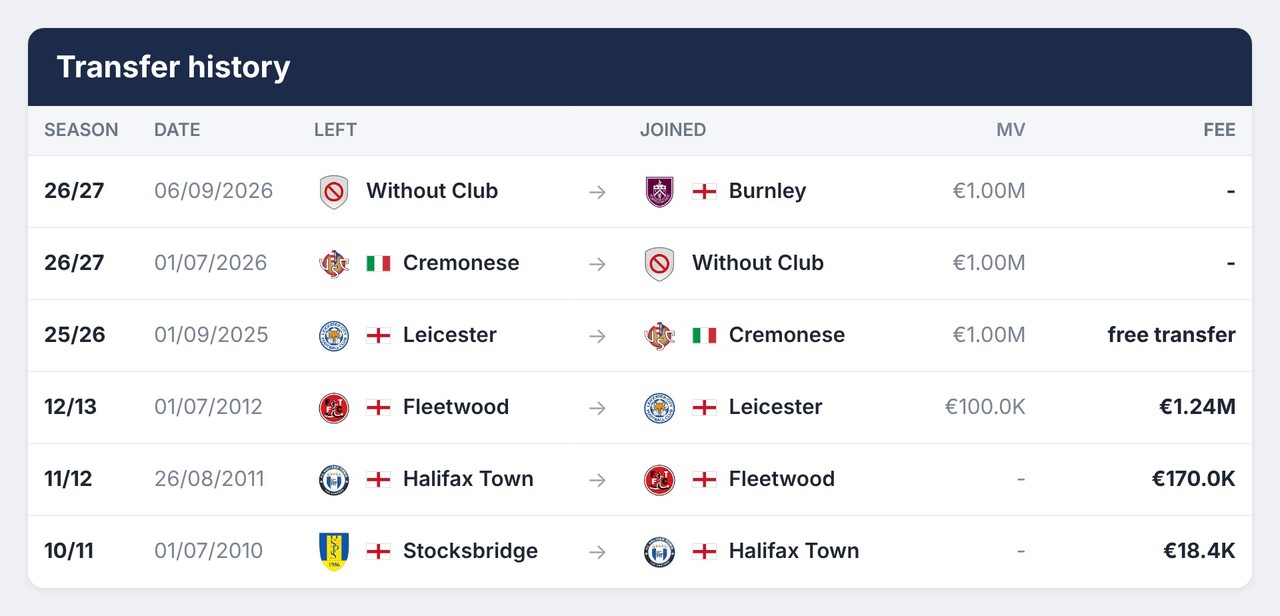 Transfer history
SEASON DATE LEFT JOINED MV FEE
26/27 06/09/2026 Without Club → Burnley €1.00M -
26/27 01/07/2026 Cremonese → Without Club €1.00M -
25/26 01/09/2025 Leicester → Cremonese €1.00M free transfer
12/13 01/07/2012 Fleetwood → Leicester €100.0K €1.24M
11/12 26/08/2011 Halifax Town → Fleetwood - €170.0K
10/11 01/07/2010 Stocksbridge → Halifax Town - €18.4K